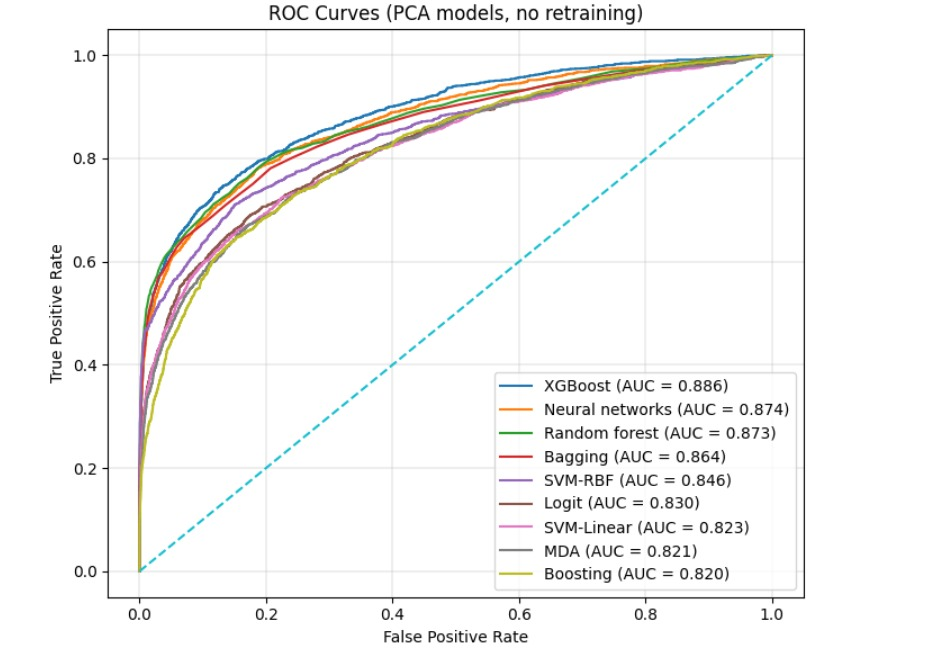 ROC Curves (PCA models, no retraining)
1.0
0.8
0.6
0.4
0.2
0.0
True Positive Rate
XGBoost (AUC = 0.886)
Neural networks (AUC = 0.874)
Random forest (AUC = 0.873)
Bagging (AUC = 0.864)
SVM-RBF (AUC = 0.846)
Logit (AUC = 0.830)
SVM-Linear (AUC = 0.823)
MDA (AUC = 0.821)
Boosting (AUC = 0.820)
0.0 0.2 0.4 0.6 0.8 1.0
False Positive Rate